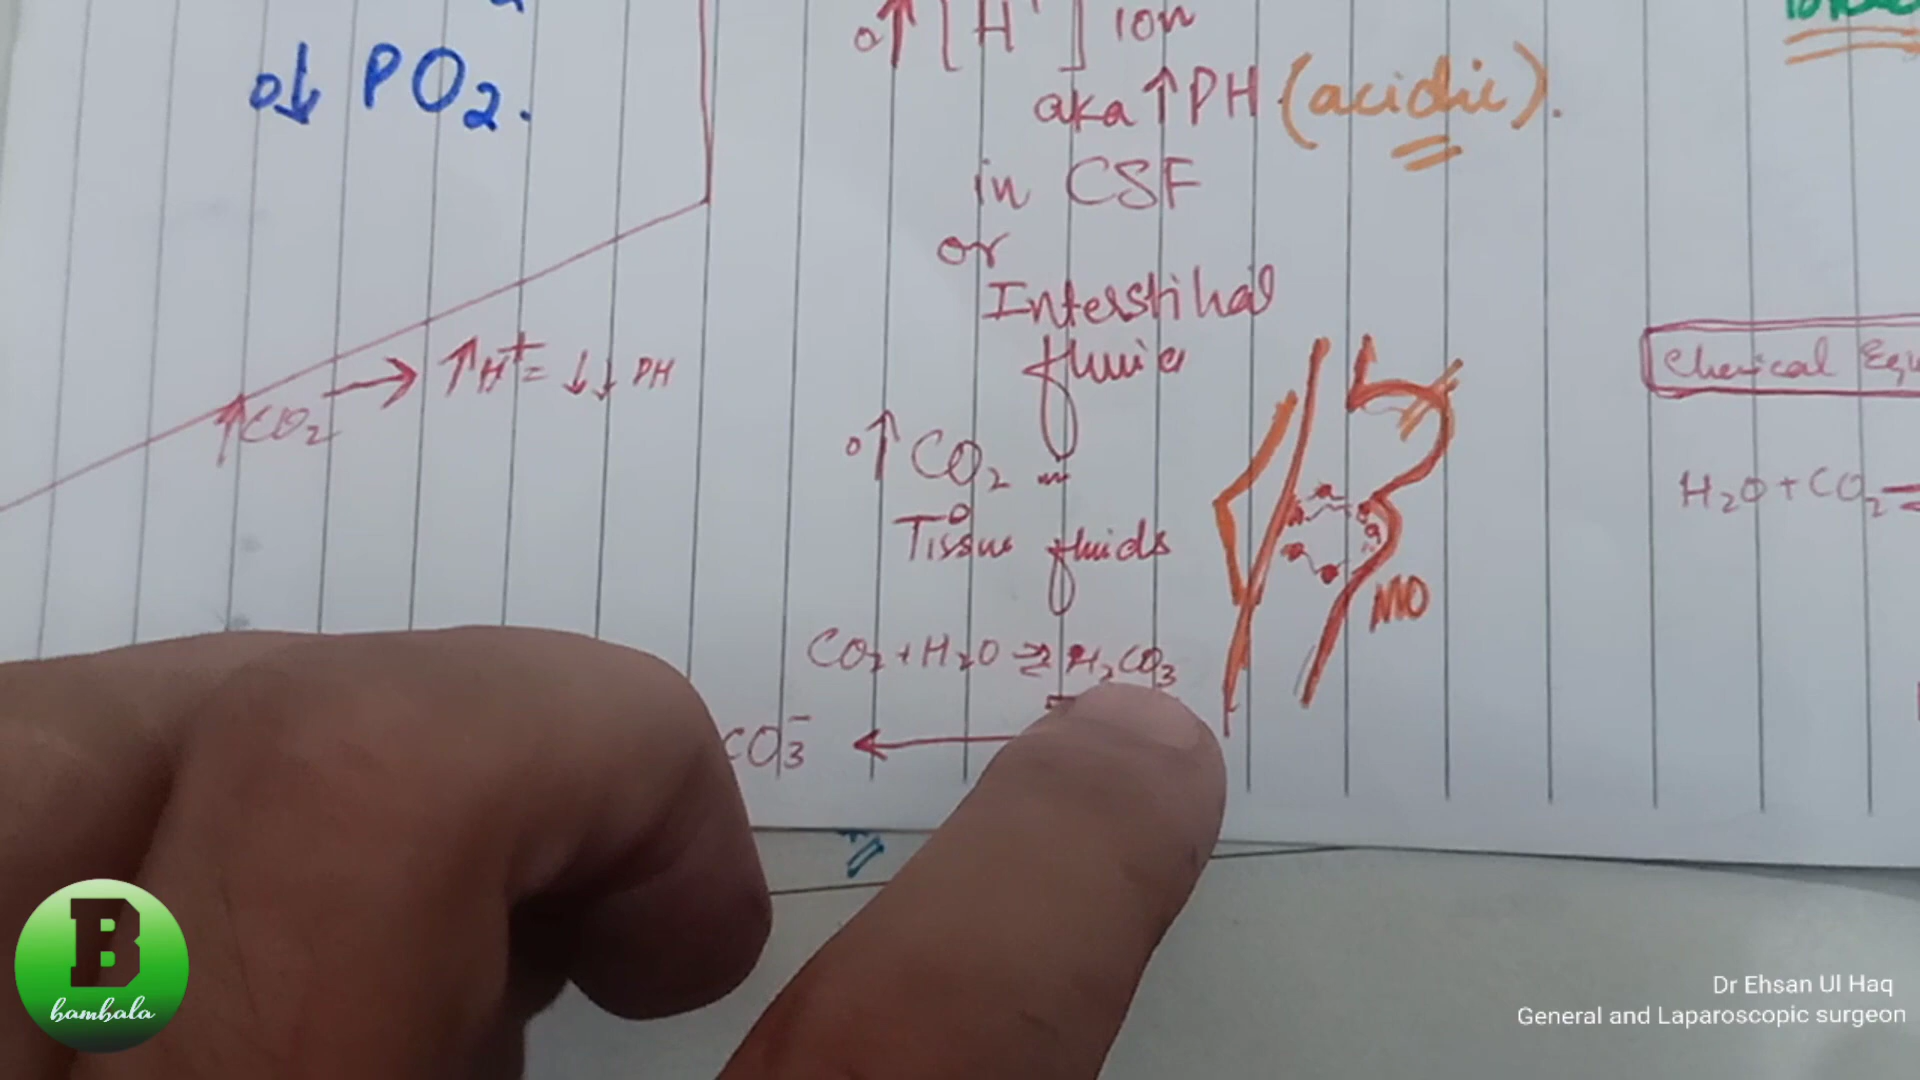 ↓ PO2.
↑ [H+] ion
aka ↑ PH (acidic).
in CSF
or
Interstitial
fluid
↑ CO2 → ↑ H+ = ↓↓ PH
↑ CO2 in
Tissue fluids
CO2 + H2O ⇌ H2CO3
CO3-
←
MO
Chemical Equ
H2O + CO2
B
bambala
Dr Ehsan Ul Haq
General and Laparoscopic surgeon